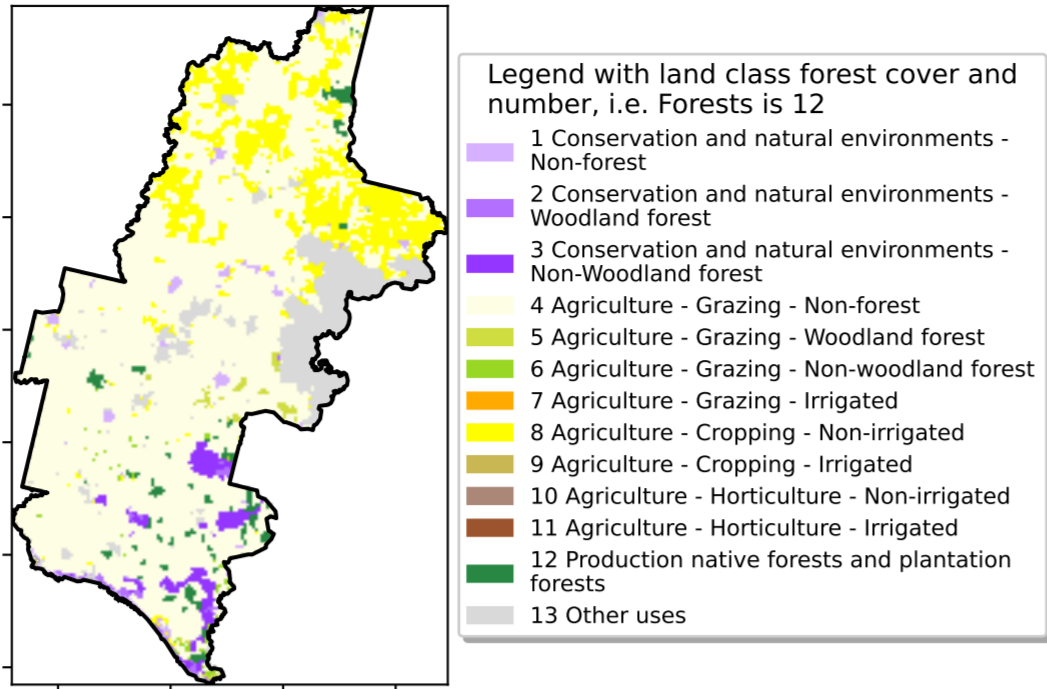 Legend with land class forest cover and
number, i.e. Forests is 12
1 Conservation and natural environments -
Non-forest
2 Conservation and natural environments -
Woodland forest
3 Conservation and natural environments -
Non-Woodland forest
4 Agriculture - Grazing - Non-forest
5 Agriculture - Grazing - Woodland forest
6 Agriculture - Grazing - Non-woodland forest
7 Agriculture - Grazing - Irrigated
8 Agriculture - Cropping - Non-irrigated
9 Agriculture - Cropping - Irrigated
10 Agriculture - Horticulture - Non-irrigated
11 Agriculture - Horticulture - Irrigated
12 Production native forests and plantation
forests
13 Other uses